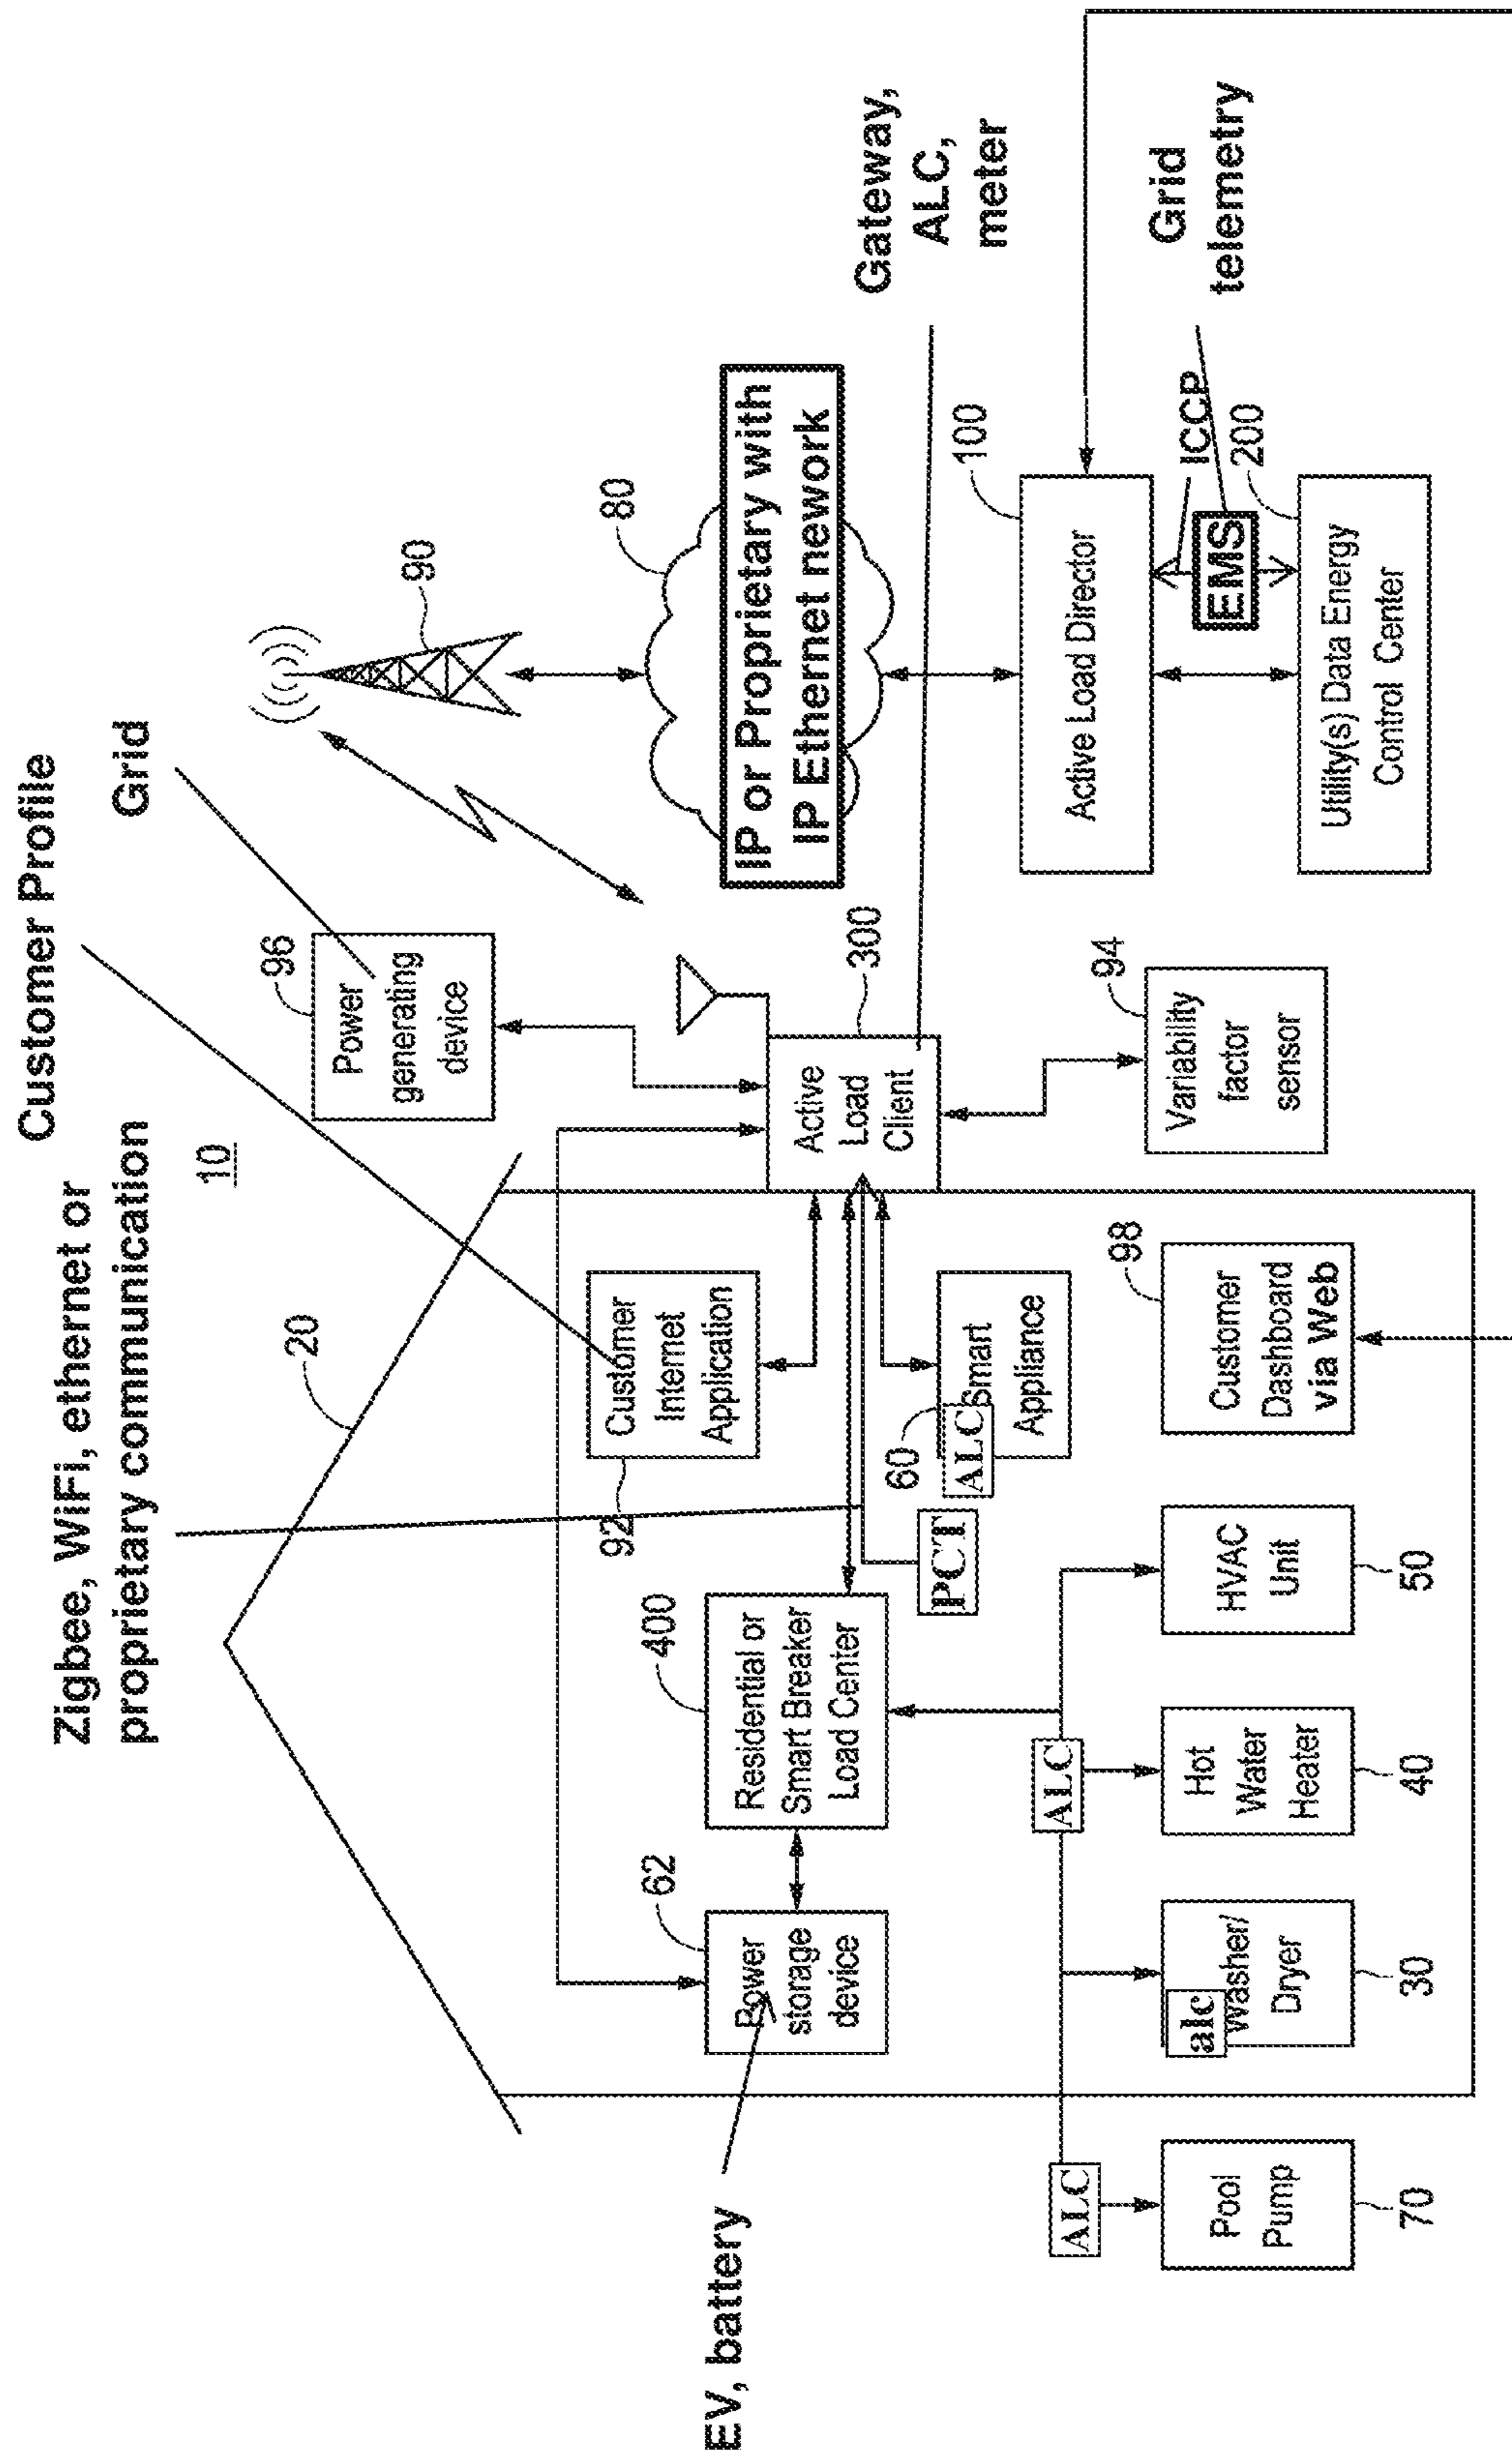 Customer Profile
Grid
Zigbee, WiFi, ethernet or
proprietary communication
10
20
90
96
Power
generating
device
80
IP or Proprietary with
IP Ethernet nework
Gateway,
ALC,
meter
EV, battery
62
Power
storage
device
400
Residential or
Smart Breaker
Load Center
92
Customer
Internet
Application
300
Active
Load
Client
PCT
60
ALC
Smart
Appliance
100
Active Load Director
ICCP
EMS
Grid
telemetry
200
Utility(s) Data Energy
Control Center
94
Variability
factor
sensor
98
Customer
Dashboard
via Web
ALC
ALC
Pool
Pump
70
alc
Washer/
Dryer
30
Hot
Water
Heater
40
HVAC
Unit
50